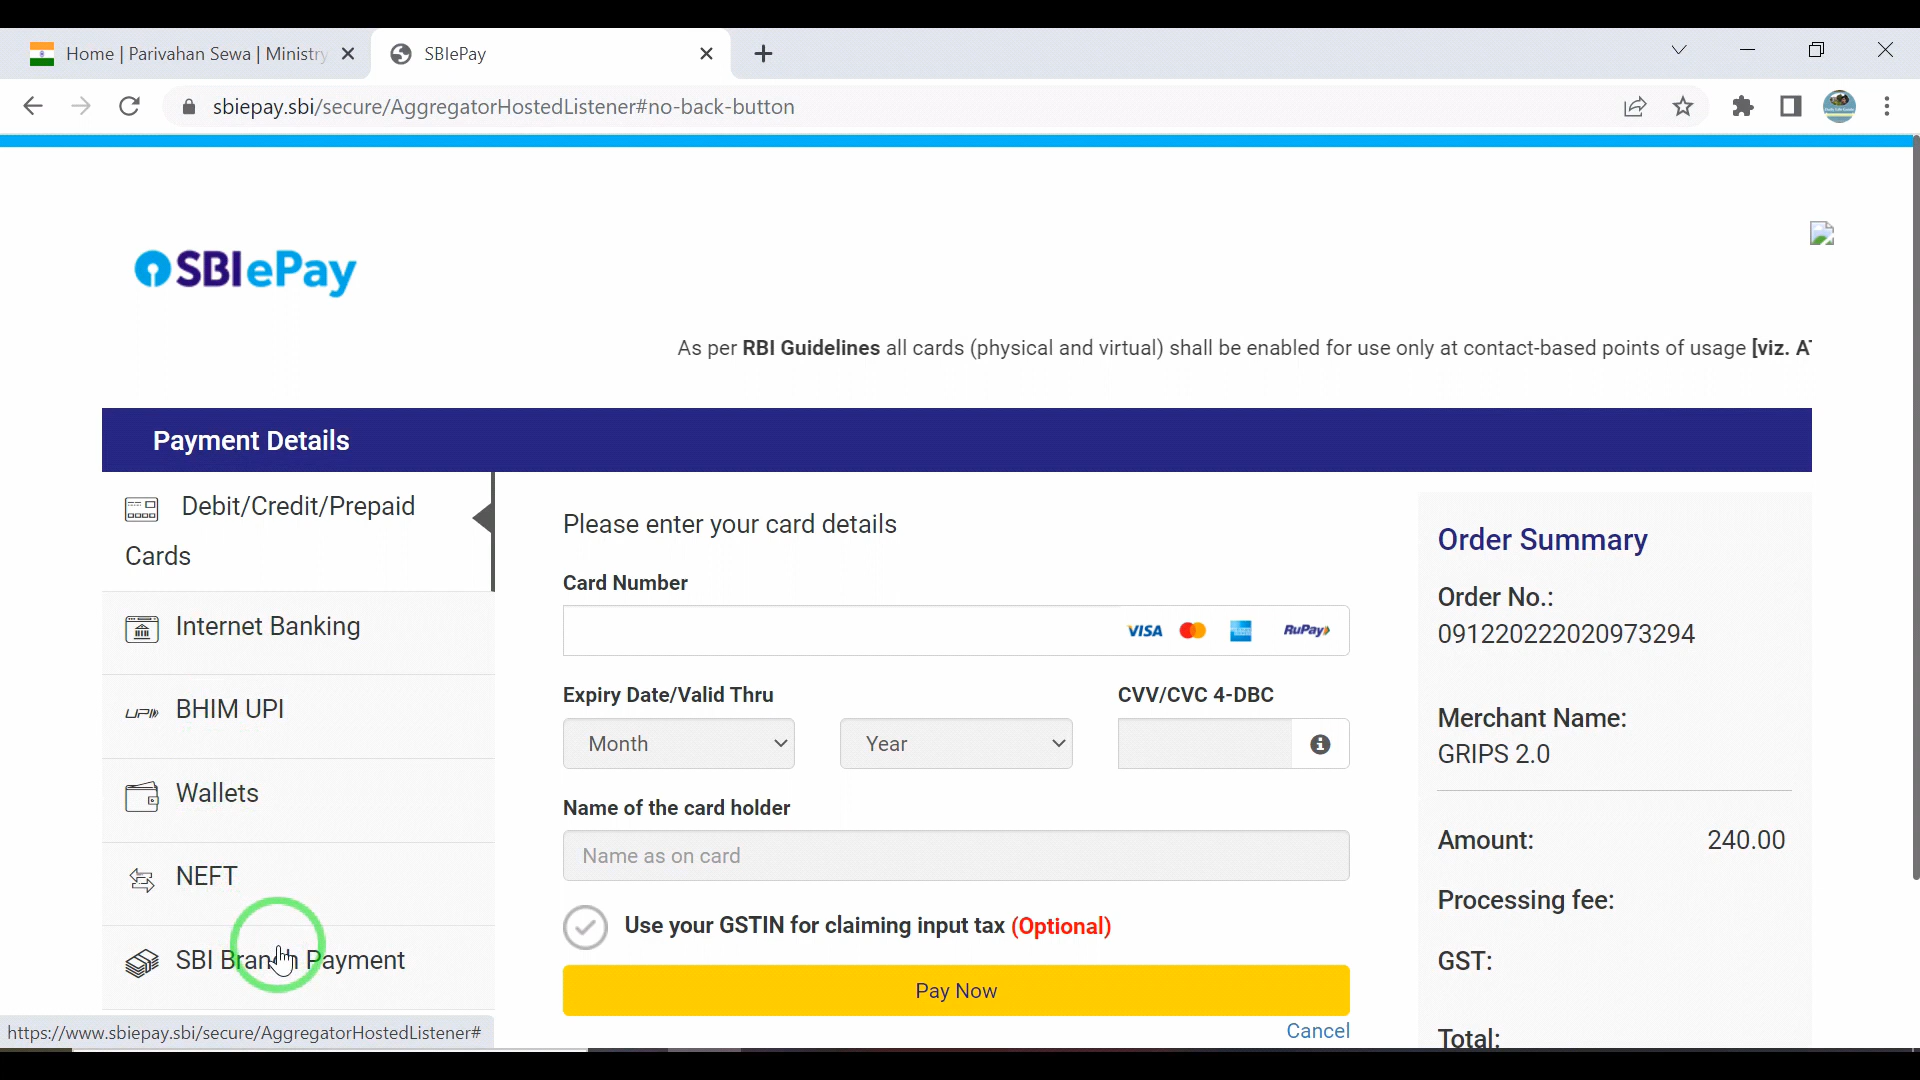 Home | Parivahan Sewa | Ministry
SBIePay
sbiepay.sbi/secure/AggregatorHostedListener#no-back-button
SBIePay
As per RBI Guidelines all cards (physical and virtual) shall be enabled for use only at contact-based points of usage [viz. AT
Payment Details
Debit/Credit/Prepaid
Cards
Internet Banking
BHIM UPI
Wallets
NEFT
SBI Branch Payment
https://www.sbiepay.sbi/secure/AggregatorHostedListener#
Please enter your card details
Card Number
VISA RuPay
Expiry Date/Valid Thru
CVV/CVC 4-DBC
Month
Year
Name of the card holder
Name as on card
Use your GSTIN for claiming input tax (Optional)
Pay Now
Cancel
Order Summary
Order No.:
091220222020973294
Merchant Name:
GRIPS 2.0
Amount: 240.00
Processing fee:
GST:
Total: